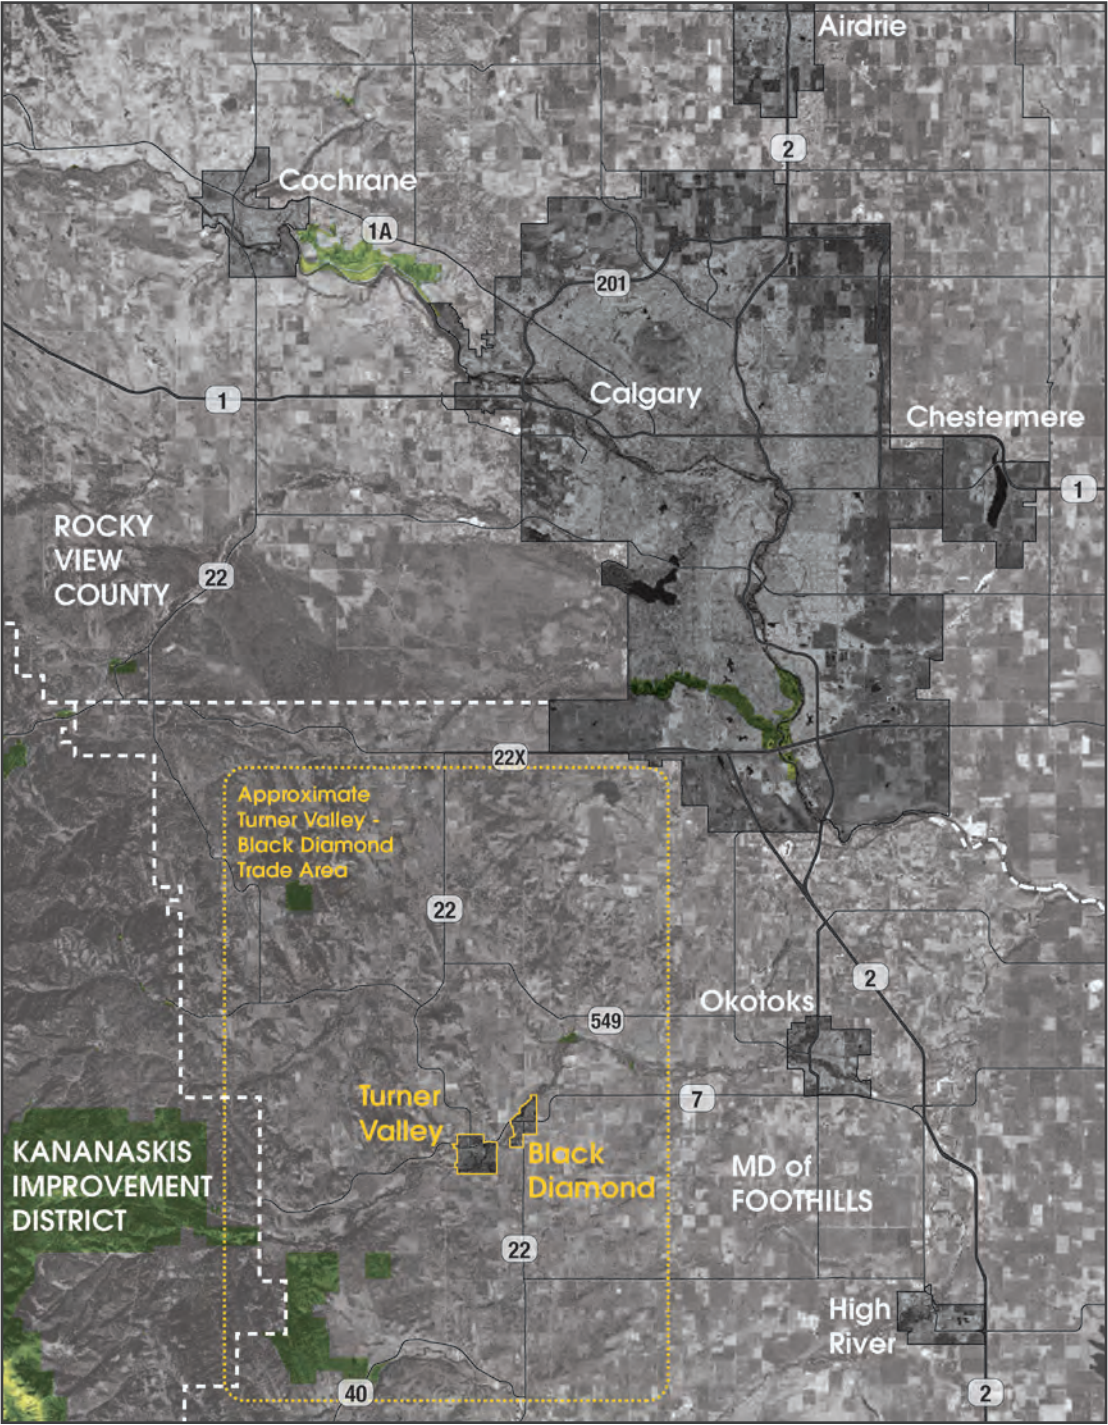 Airdrie
2
Cochrane
1A
201
Calgary
1
Chestermere
1
ROCKY
VIEW
COUNTY
22
22X
Approximate
Turner Valley -
Black Diamond
Trade Area
22
2
Okotoks
549
Turner
Valley
7
Black
Diamond
KANANASKIS
IMPROVEMENT
DISTRICT
MD of
FOOTHILLS
22
High
River
40
2